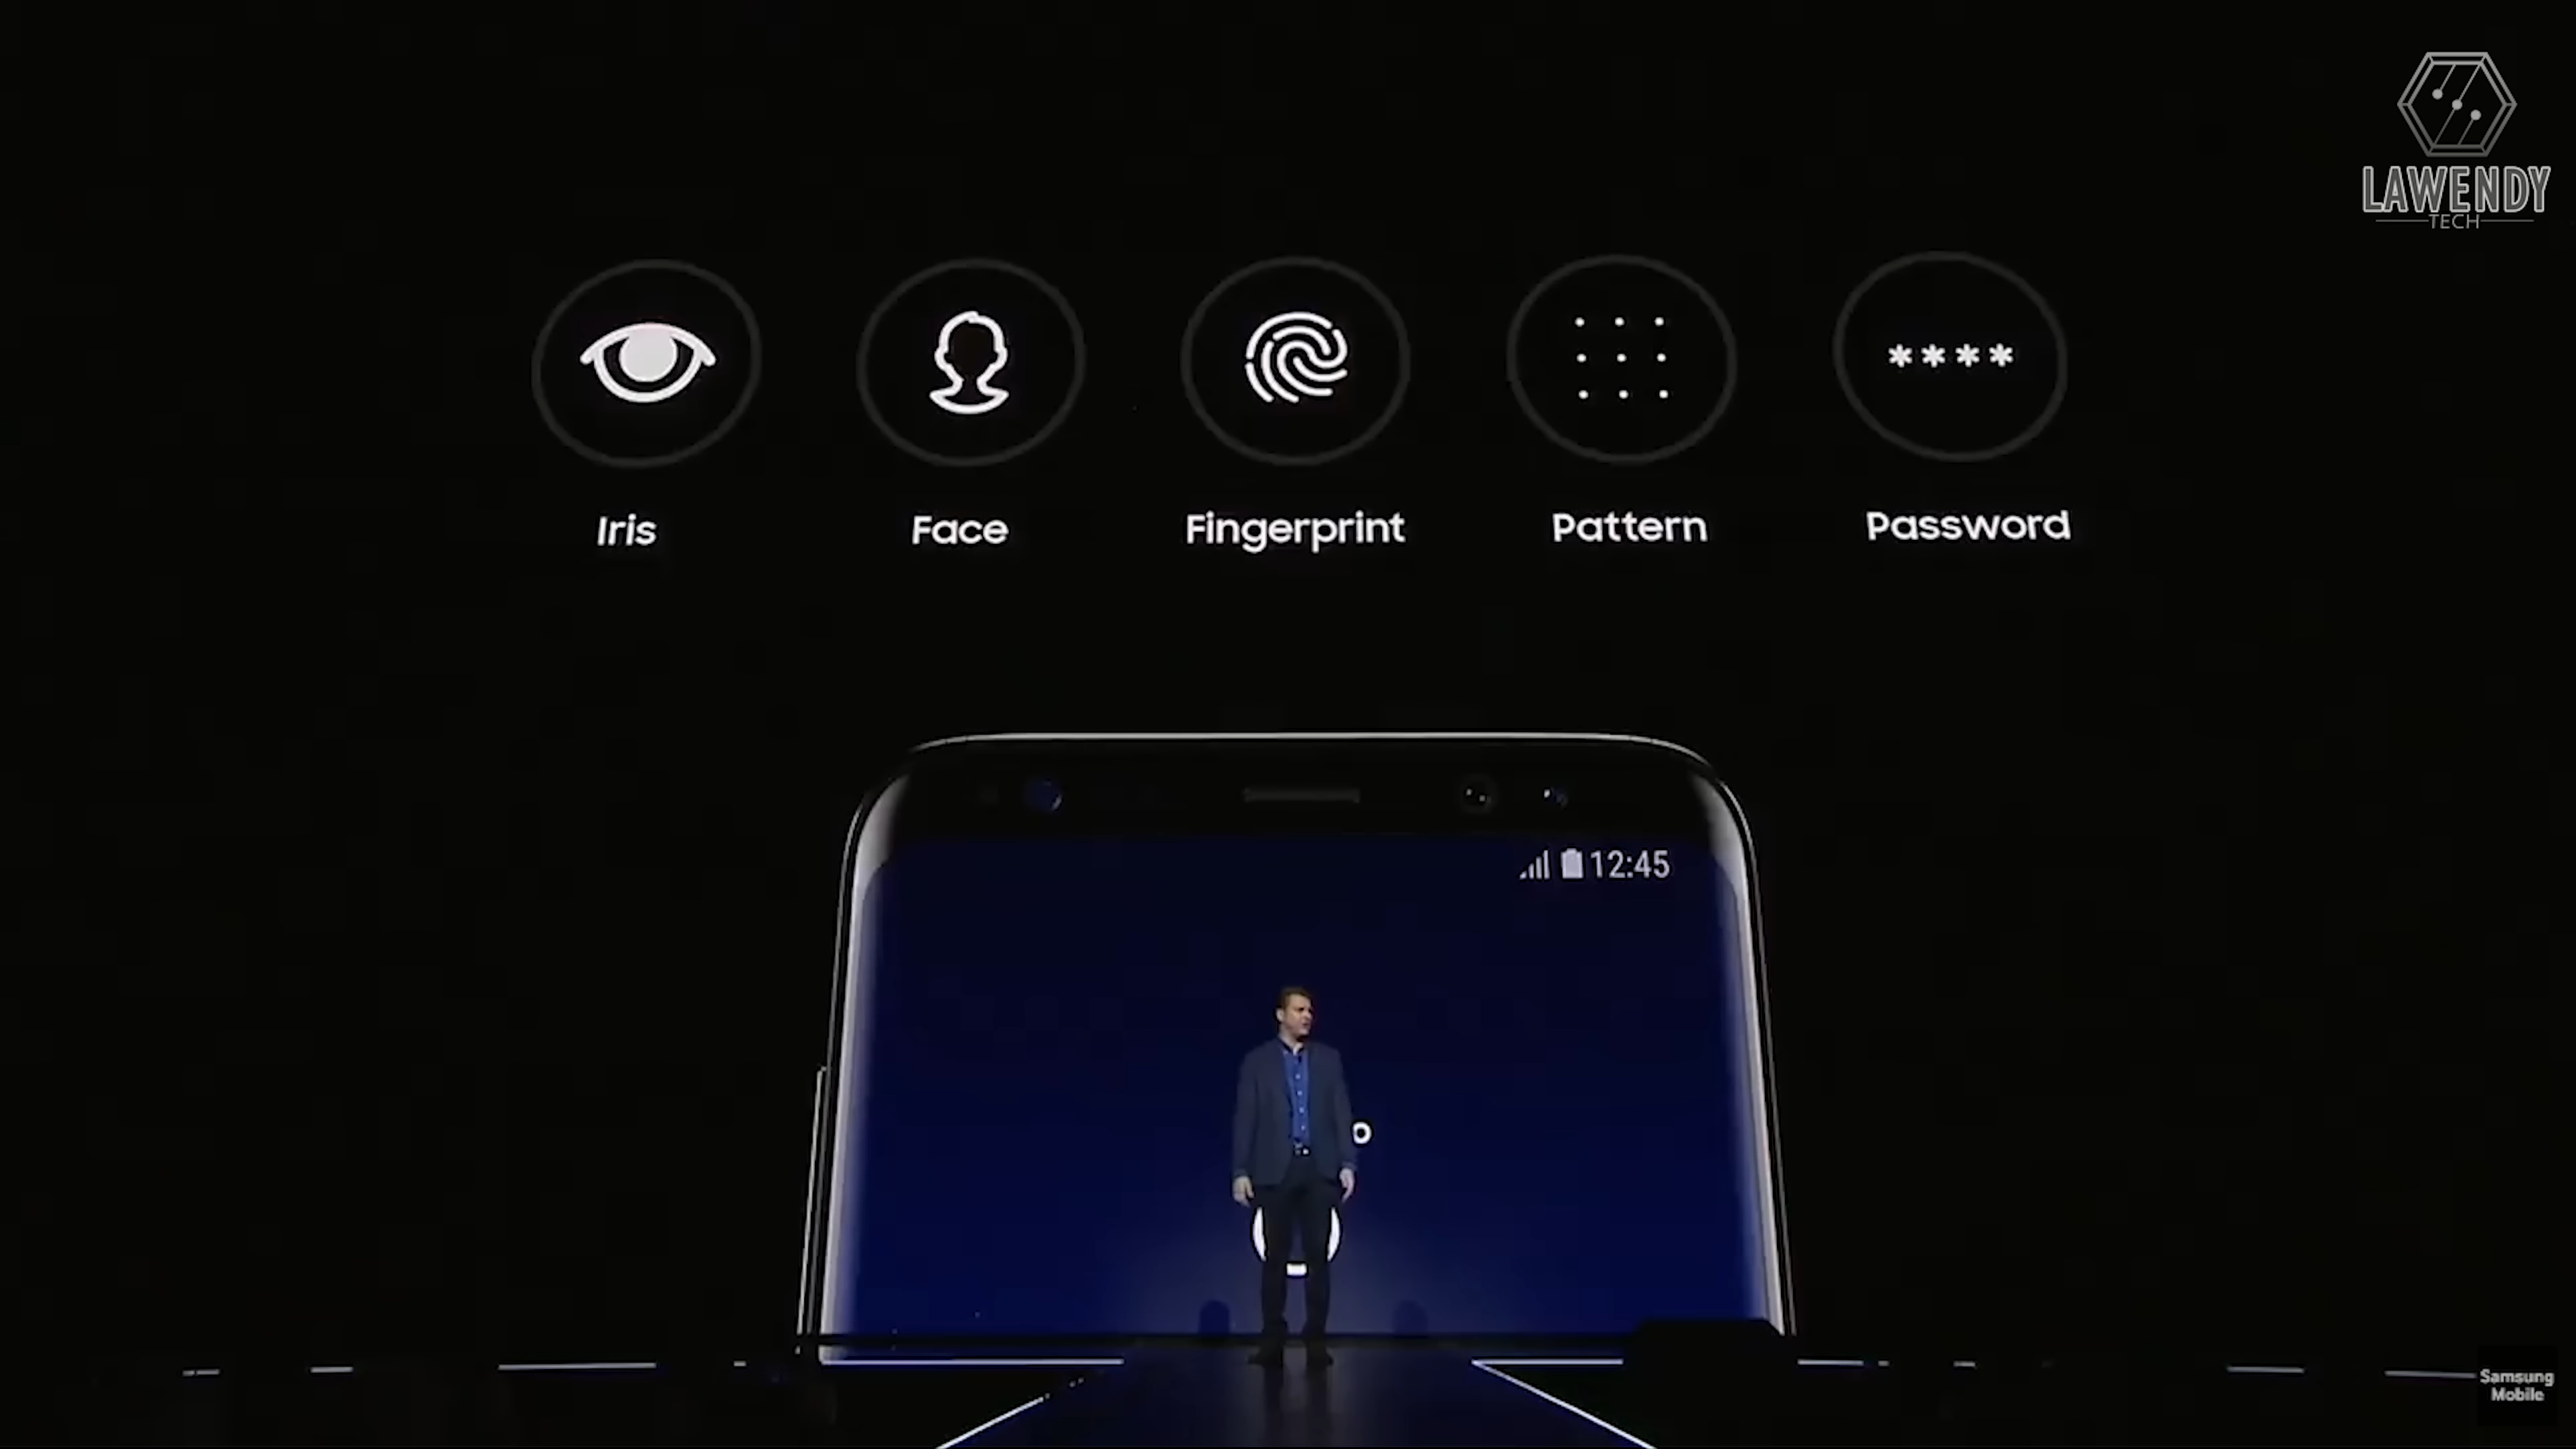 LAWENDY
TECH
****
Iris Face Fingerprint Pattern Password
12:45
Samsung
Mobile